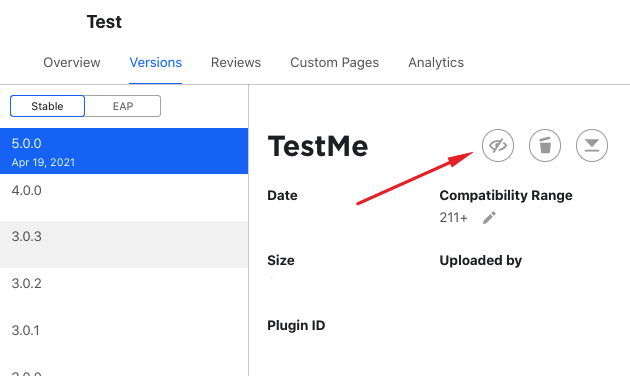 Test
Overview Versions Reviews Custom Pages Analytics
Stable EAP
5.0.0
Apr 19, 2021
4.0.0
3.0.3
3.0.2
3.0.1
TestMe
Date Compatibility Range
211+
Size Uploaded by
Plugin ID